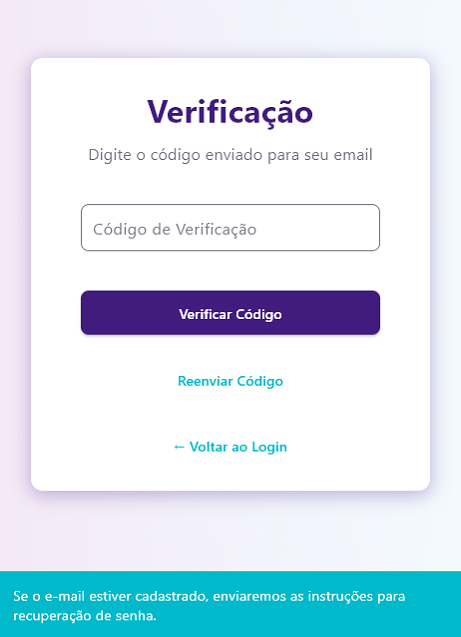 Verificação
Digite o código enviado para seu email
Código de Verificação
Verificar Código
Reenviar Código
← Voltar ao Login
Se o e-mail estiver cadastrado, enviaremos as instruções para
recuperação de senha.